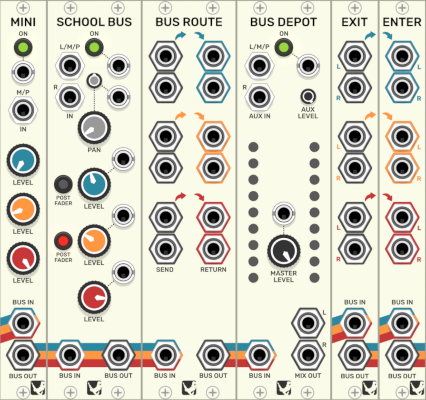 MINI
ON
M/P
IN
LEVEL
LEVEL
LEVEL
BUS IN
BUS OUT
SCHOOL BUS
ON
L/M/P
R
IN
PAN
POST
FADER
LEVEL
POST
FADER
LEVEL
LEVEL
BUS IN
BUS OUT
BUS ROUTE
SEND
RETURN
BUS IN
BUS OUT
BUS DEPOT
ON
L/M/P
R
AUX IN
AUX
LEVEL
MASTER
LEVEL
L
R
BUS IN
MIX OUT
EXIT
L
R
L
R
L
R
BUS IN
BUS OUT
ENTER
L
R
L
R
L
R
BUS IN
BUS OUT